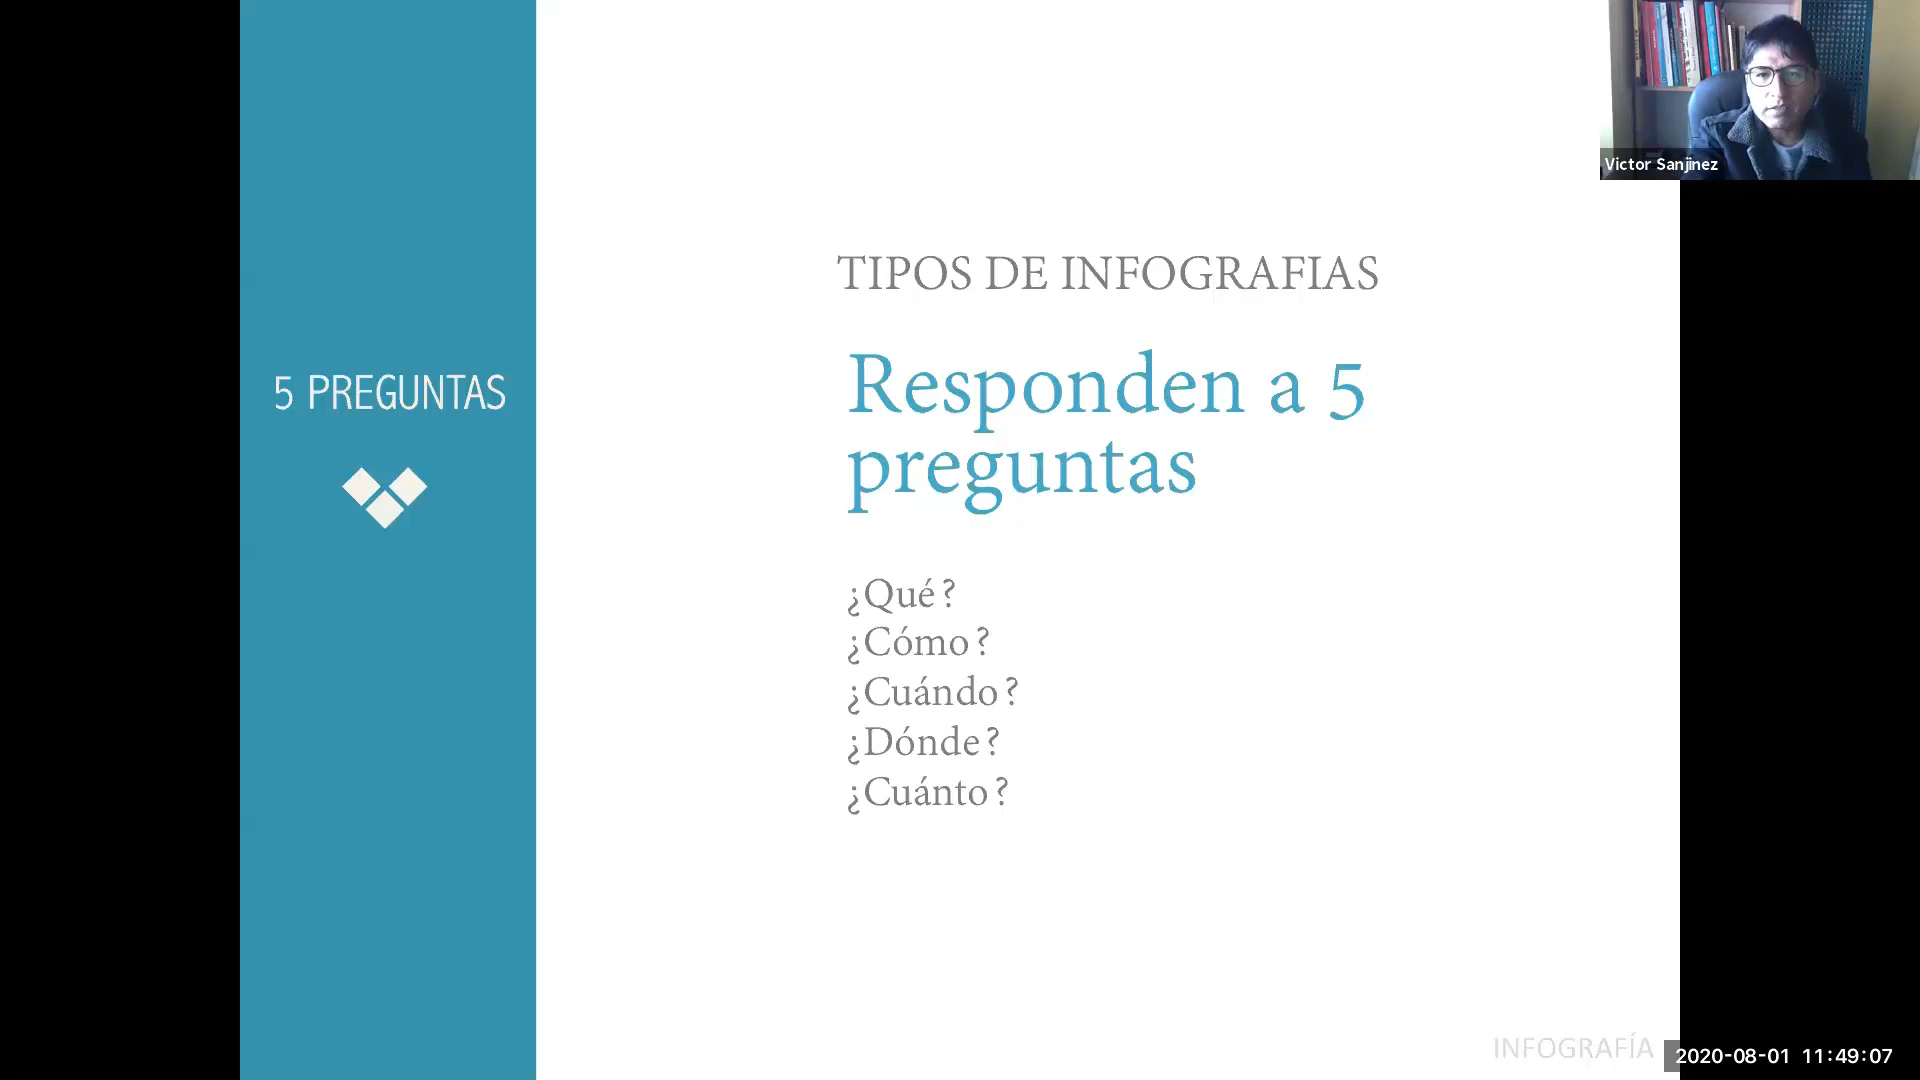 5 PREGUNTAS
TIPOS DE INFOGRAFIAS
Responden a 5
preguntas
¿Qué?
¿Cómo?
¿Cuándo?
¿Dónde?
¿Cuánto?
Victor Sanjinez
INFOGRAFÍA
2020-08-01 11:49:07